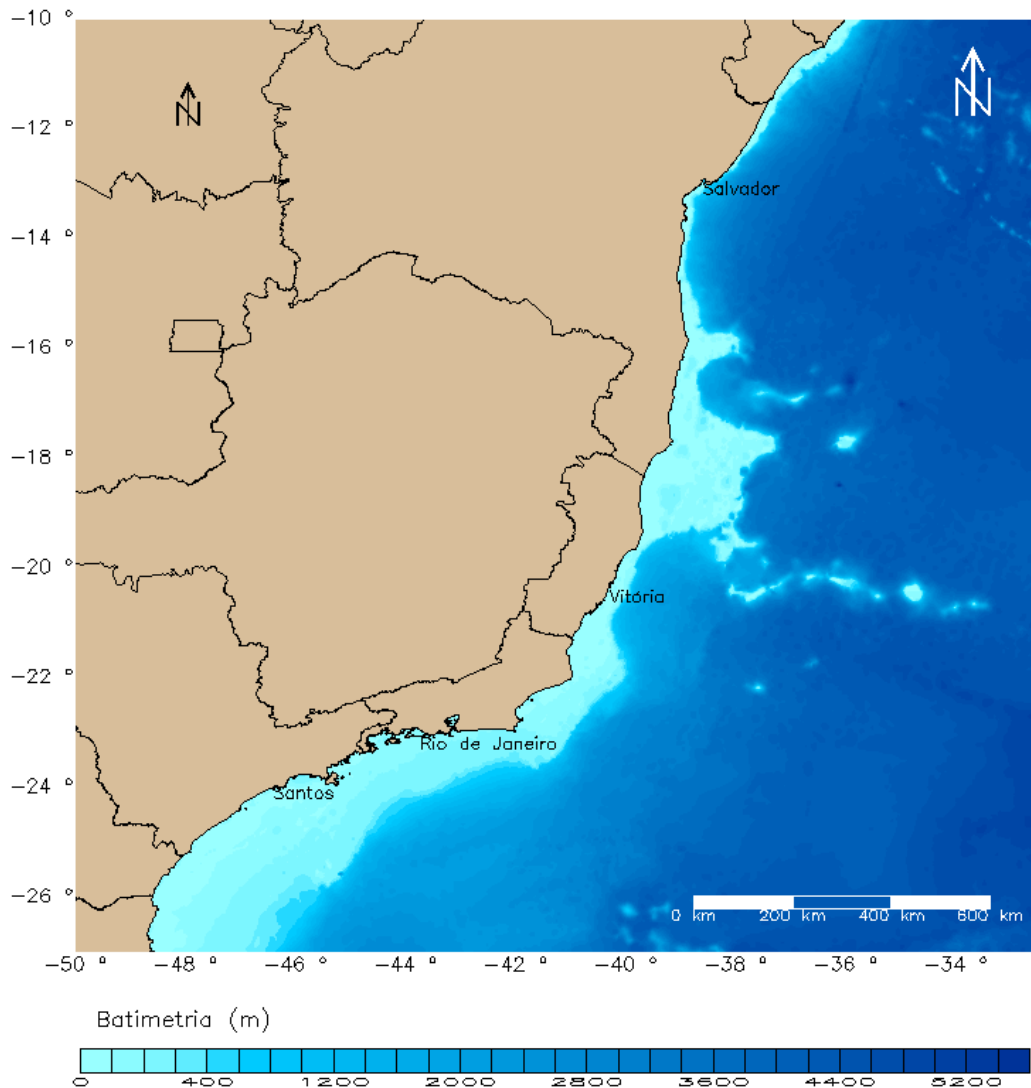 -10 °
-12 °
-14 °
-16 °
-18 °
-20 °
-22 °
-24 °
-26 °
N
N
Salvador
Vitória
Rio de Janeiro
Santos
0 km 200 km 400 km 600 km
-50 ° -48 ° -46 ° -44 ° -42 ° -40 ° -38 ° -36 ° -34 °
Batimetria (m)
0 400 1200 2000 2800 3600 4400 5200